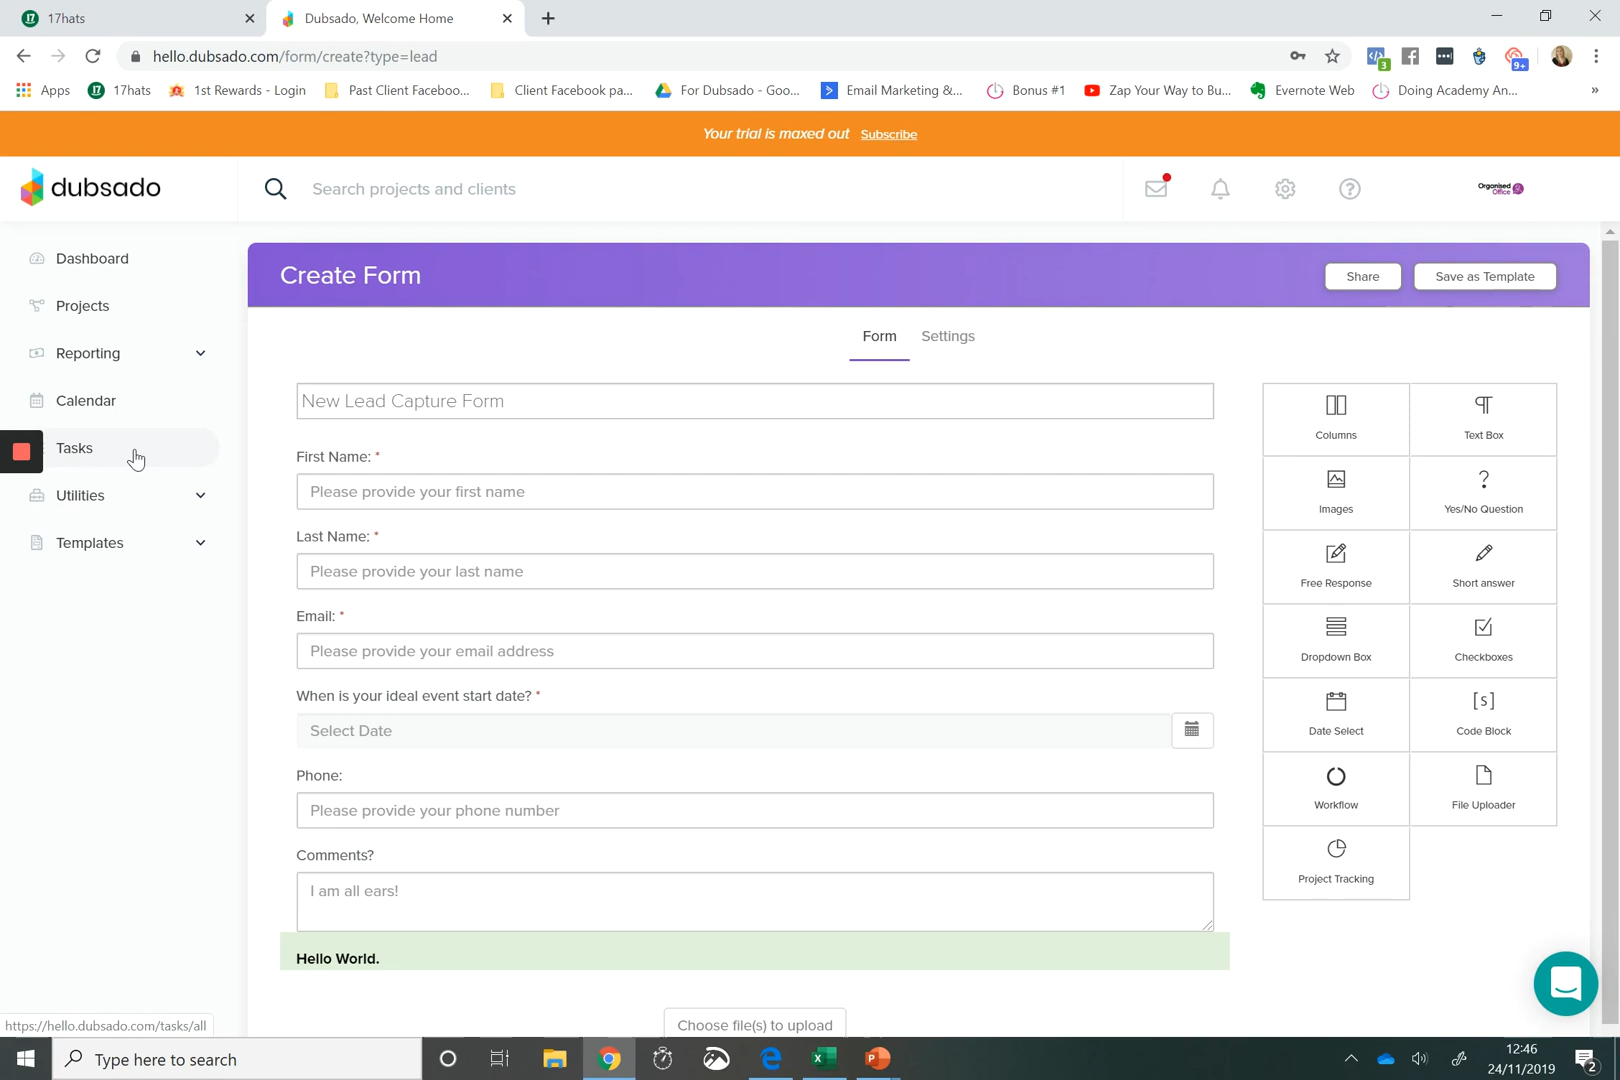 17hats
Dubsado, Welcome Home
hello.dubsado.com/form/create?type=lead
3
9+
Apps
17hats
1st Rewards - Login
Past Client Faceboo...
Client Facebook pa...
For Dubsado - Goo...
Email Marketing &...
Bonus #1
Zap Your Way to Bu...
Evernote Web
Doing Academy An...
»
Your trial is maxed out Subscribe
dubsado
Search projects and clients
Organised
Office
Dashboard
Projects
Reporting
Calendar
Tasks
Utilities
Templates
Create Form
Share
Save as Template
Form
Settings
New Lead Capture Form
First Name: *
Please provide your first name
Last Name: *
Please provide your last name
Email: *
Please provide your email address
When is your ideal event start date? *
Select Date
Phone:
Please provide your phone number
Comments?
I am all ears!
Hello World.
Choose file(s) to upload
Columns
Text Box
Images
Yes/No Question
Free Response
Short answer
Dropdown Box
Checkboxes
Date Select
[s]
Code Block
Workflow
File Uploader
Project Tracking
https://hello.dubsado.com/tasks/all
Type here to search
12:46
24/11/2019
2